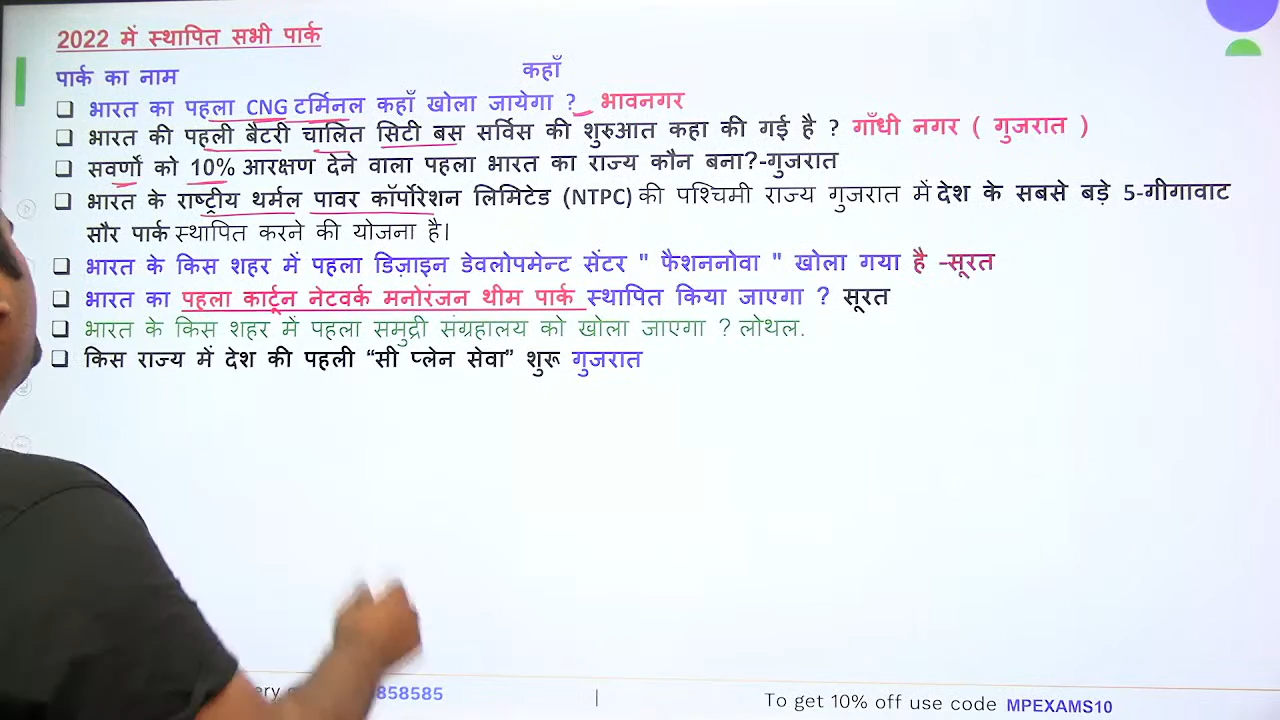 2022 में स्थापित सभी पार्क
पार्क का नाम कहाँ
भारत का पहला CNG टर्मिनल कहाँ खोला जायेगा ? भावनगर
भारत की पहली बैटरी चालित सिटी बस सर्विस की शुरुआत कहा की गई है ? गाँधी नगर ( गुजरात )
सवर्णो को 10% आरक्षण देने वाला पहला भारत का राज्य कौन बना?-गुजरात
भारत के राष्ट्रीय थर्मल पावर कॉर्पोरेशन लिमिटेड (NTPC) की पश्चिमी राज्य गुजरात में देश के सबसे बड़े 5-गीगावाट
सौर पार्क स्थापित करने की योजना है।
भारत के किस शहर में पहला डिज़ाइन डेवलोपमेन्ट सेंटर " फैशननोवा " खोला गया है -सूरत
भारत का पहला कार्टून नेटवर्क मनोरंजन थीम पार्क स्थापित किया जाएगा ? सूरत
भारत के किस शहर में पहला समुद्री संग्रहालय को खोला जाएगा ? लोथल.
किस राज्य में देश की पहली “सी प्लेन सेवा” शुरू गुजरात
858585 | To get 10% off use code MPEXAMS10